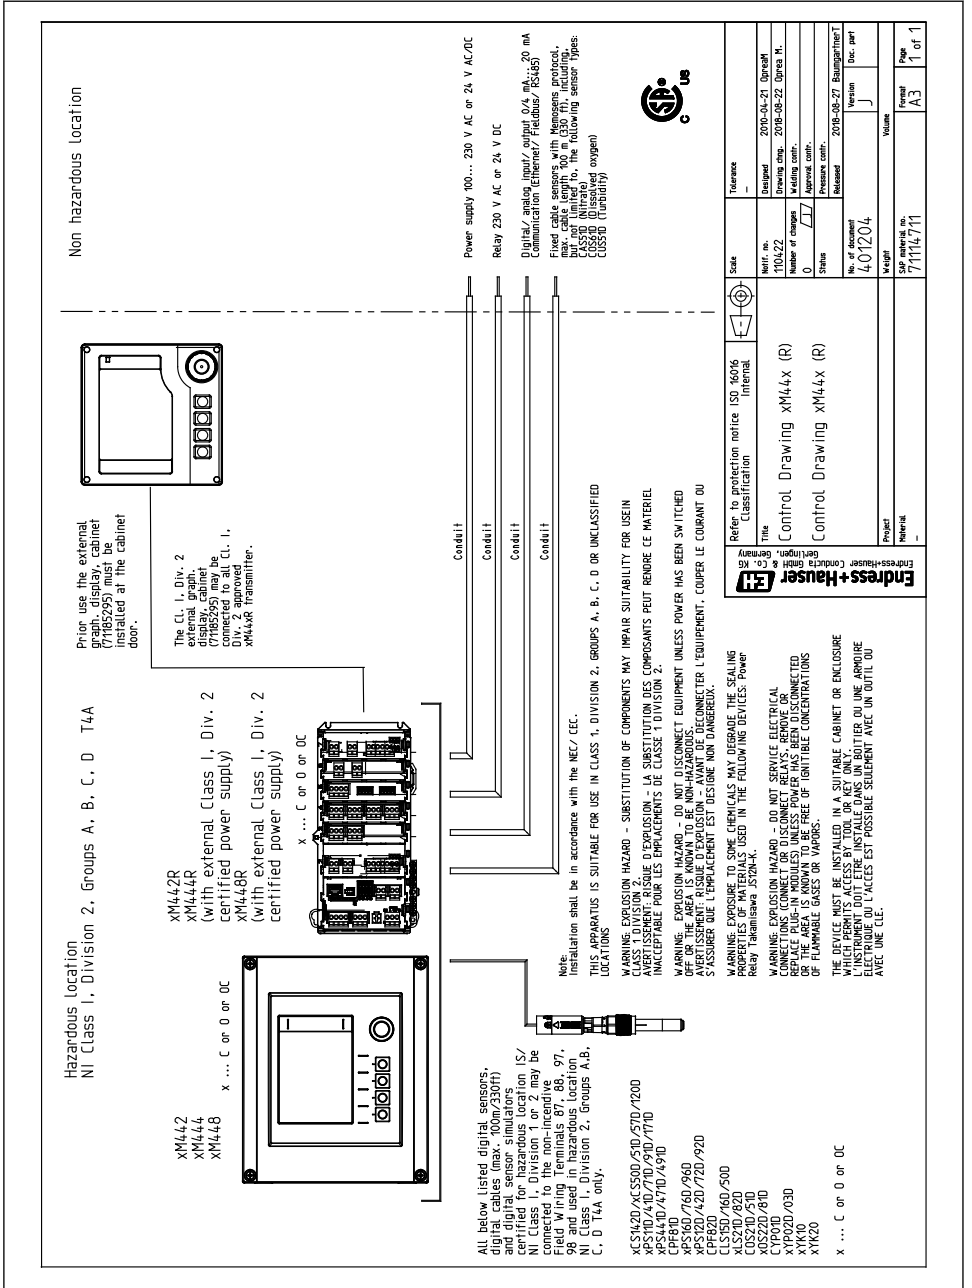 Hazardous location
NI Class I, Division 2, Groups A, B, C, D    T4A
Non hazardous location
xM442
xM444
xM448
x ... C or O or OC
xM442R
xM444R
(With external Class I, Div. 2
certified power supply)
xM448R
(With external Class I, Div. 2
certified power supply)
x ... C or O or OC
Prior use the external
graph. display, cabinet
(71185295) must be
installed at the cabinet
door.
The Cl. I, Div. 2
external graph.
display, cabinet
(71185295) may be
connected to all Cl. I,
Div. 2 approved
xM44xR transmitter.
Conduit
Conduit
Conduit
Conduit
Power supply 100... 230 V AC or 24 V AC/DC
Relay 230 V AC or 24 V DC
Digital/ analog input/ output 0/4 mA... 20 mA
Communication (Ethernet/ Fieldbus/ RS485)
Fixed cable sensors with Memosens protocol,
max. cable length 100 m (330 ft), including,
but not limited to, the following sensor types:
CAS51D (Nitrate)
COS61D (Dissolved oxygen)
CUS51D (Turbidity)
All below listed digital sensors,
digital cables (max. 100m/330ft)
and digital sensor simulators
certified for hazardous location IS/
NI Class I, Division 1 or 2 may be
connected to the non-incendive
Field Wiring Terminals 87, 88, 97,
98 and used in hazardous location
NI Class I, Division 2, Groups A,B,
C, D T4A only.
xCS142D/xCS50D/51D/57D/120D
xPS11D/41D/71D/91D/171D
xPS441D/471D/491D
CPF81D
xPS16D/76D/96D
xPS12D/42D/72D/92D
CPF82D
CLS15D/16D/50D
xLS21D/82D
COS21D/51D
xOS22D/81D
CYP01D
xYP02D/03D
xYK10
xYK20
x ... C or O or OC
Note:
Installation shall be in accordance with the NEC/ CEC.
THIS APPARATUS IS SUITABLE FOR USE IN CLASS 1, DIVISION 2, GROUPS A, B, C, D OR UNCLASSIFIED
LOCATIONS
WARNING: EXPLOSION HAZARD - SUBSTITUTION OF COMPONENTS MAY IMPAIR SUITABILITY FOR USEIN
CLASS 1 DIVISION 2.
AVERTISSEMENT: RISQUE D'EXPLOSION - LA SUBSTITUTION DES COMPOSANTS PEUT RENDRE CE MATERIEL
INACCEPTABLE POUR LES EMPLACEMENTS DE CLASSE 1 DIVISION 2.
WARNING: EXPLOSION HAZARD - DO NOT DISCONNECT EQUIPMENT UNLESS POWER HAS BEEN SWITCHED
OFF OR THE AREA IS KNOWN TO BE NON-HAZARDOUS.
AVERTISSEMENT: RISQUE D'EXPLOSION - AVANT DE DECONNECTER L'EQUIPEMENT, COUPER LE COURANT OU
S'ASSURER QUE L'EMPLACEMENT EST DESIGNE NON DANGEREUX.
WARNING: EXPOSURE TO SOME CHEMICALS MAY DEGRADE THE SEALING
PROPERTIES OF MATERIALS USED IN THE FOLLOWING DEVICES: Power
Relay Takamisawa JS12N-K.
WARNING: EXPLOSION HAZARD - DO NOT SERVICE ELECTRICAL
CONNECTIONS (CONNECT OR DISCONNECT RELAYS, REMOVE OR
REPLACE PLUG-IN MODULES) UNLESS POWER HAS BEEN DISCONNECTED
OR THE AREA IS KNOWN TO BE FREE OF IGNITIBLE CONCENTRATIONS
OF FLAMMABLE GASES OR VAPORS.
THE DEVICE MUST BE INSTALLED IN A SUITABLE CABINET OR ENCLOSURE
WHICH PERMITS ACCESS BY TOOL OR KEY ONLY.
L'INSTRUMENT DOIT ETRE INSTALLE DANS UN BOITIER OU UNE ARMOIRE
ELECTRIQUE OU L'ACCES EST POSSIBLE SEULEMENT AVEC UN OUTIL OU
AVEC UNE CLE.
C US
Endress+Hauser EH
Endress+Hauser Conducta GmbH & Co. KG
Gerlingen, Germany
Refer to protection notice ISO 16016
Classification    Internal
Scale
Tolerance
-
Title
Control Drawing xM44x (R)
Control Drawing xM44x (R)
Notif. no.
110422
Number of changes
0
Status
Designed    2010-04-21 OpreaM
Drawing chng.    2018-08-22 Oprea M.
Welding contr.
Approval contr.
Pressure contr.
Released    2018-08-27 BaumgartnerT
No. of document
401204
Version
J
Doc. part
Project
Weight
Volume
Material
-
SAP material no.
71114711
Format
A3
Page
1 of 1